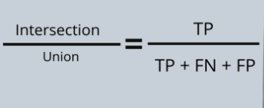 Intersection
Union
=
TP
TP + FN + FP